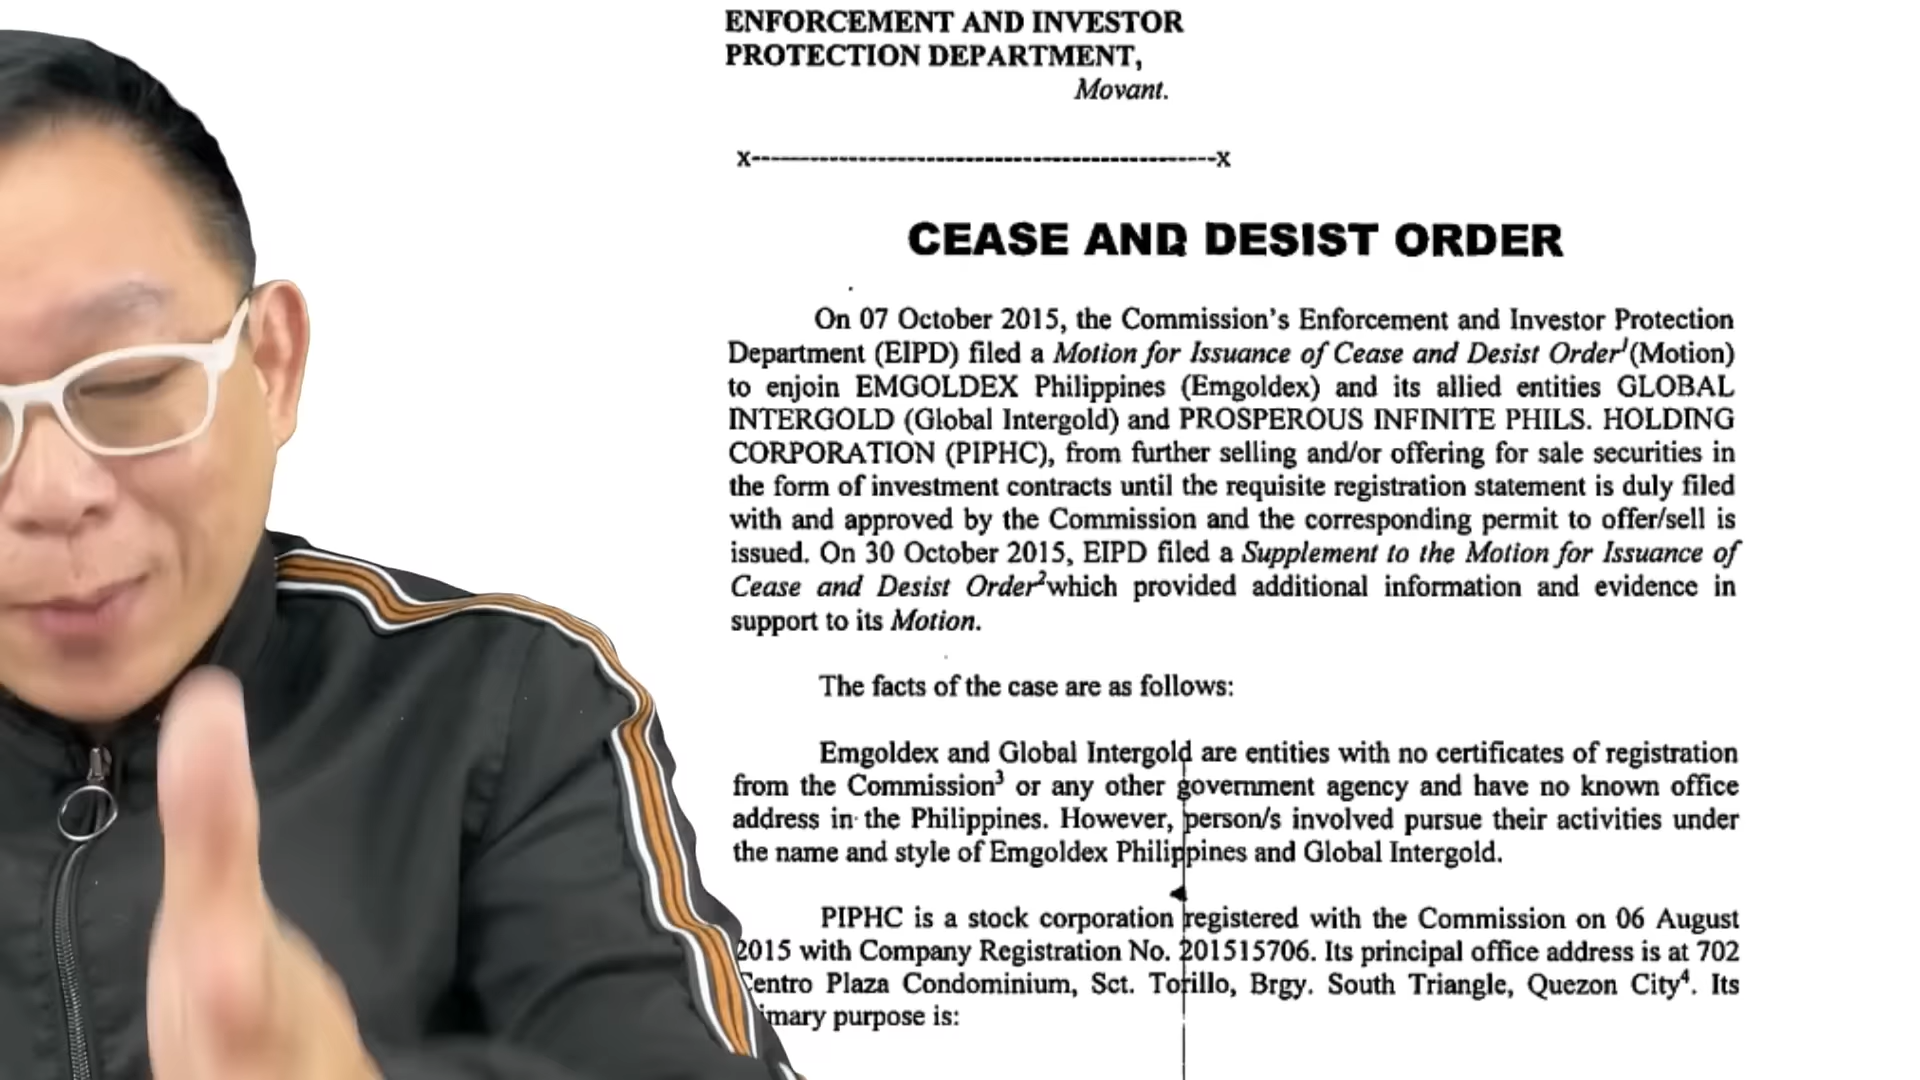 ENFORCEMENT AND INVESTOR
PROTECTION DEPARTMENT,
Movant.
x-----------------------------------------------x
CEASE AND DESIST ORDER
On 07 October 2015, the Commission's Enforcement and Investor Protection
Department (EIPD) filed a Motion for Issuance of Cease and Desist Order¹(Motion)
to enjoin EMGOLDEX Philippines (Emgoldex) and its allied entities GLOBAL
INTERGOLD (Global Intergold) and PROSPEROUS INFINITE PHILS. HOLDING
CORPORATION (PIPHC), from further selling and/or offering for sale securities in
the form of investment contracts until the requisite registration statement is duly filed
with and approved by the Commission and the corresponding permit to offer/sell is
issued. On 30 October 2015, EIPD filed a Supplement to the Motion for Issuance of
Cease and Desist Order²which provided additional information and evidence in
support to its Motion.
The facts of the case are as follows:
Emgoldex and Global Intergold are entities with no certificates of registration
from the Commission³ or any other government agency and have no known office
address in the Philippines. However, person/s involved pursue their activities under
the name and style of Emgoldex Philippines and Global Intergold.
PIPHC is a stock corporation registered with the Commission on 06 August
2015 with Company Registration No. 201515706. Its principal office address is at 702
Centro Plaza Condominium, Sct. Torillo, Brgy. South Triangle, Quezon City⁴. Its
imary purpose is: